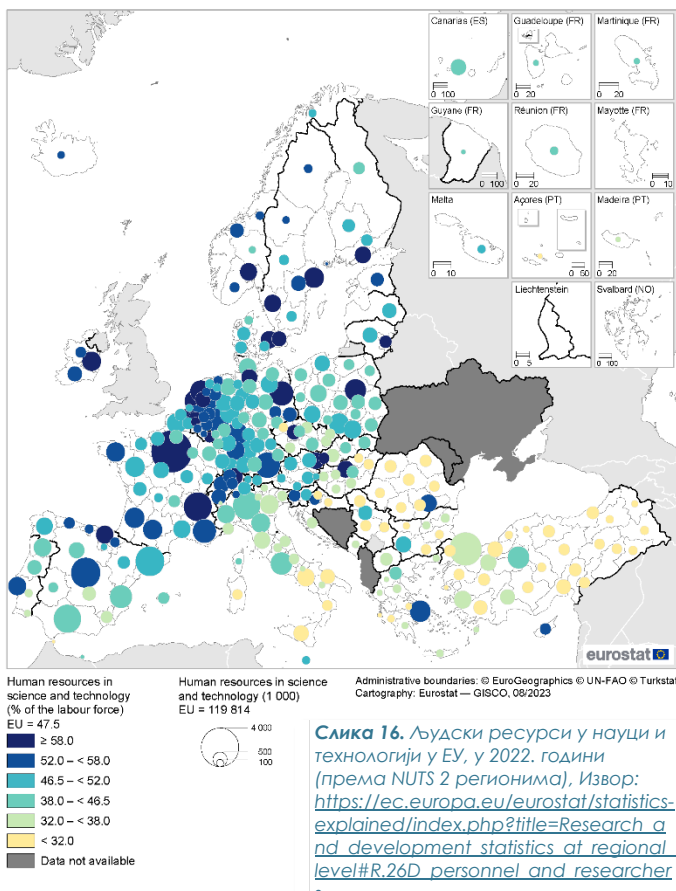 Canarias (ES)
0 100
Guadeloupe (FR)
0 20
Martinique (FR)
0 20
Guyane (FR)
0 100
Réunion (FR)
0 20
Mayotte (FR)
0 10
Malta
0 10
Açores (PT)
0 50
Madeira (PT)
0 20
Liechtenstein
0 5
Svalbard (NO)
0 100
eurostat
Human resources in
science and technology
(% of the labour force)
EU = 47.5
≥ 58.0
52.0 – < 58.0
46.5 – < 52.0
38.0 – < 46.5
32.0 – < 38.0
< 32.0
Data not available
Human resources in science
and technology (1 000)
EU = 119 814
4 000
500
100
Administrative boundaries: © EuroGeographics © UN-FAO © Turkstat
Cartography: Eurostat — GISCO, 08/2023
Слика 16. Људски ресурси у науци и
технологији у ЕУ, у 2022. години
(према NUTS 2 регионима), Извор:
https://ec.europa.eu/eurostat/statistics-
explained/index.php?title=Research_a
nd_development_statistics_at_regional_
level#R.26D_personnel_and_researcher